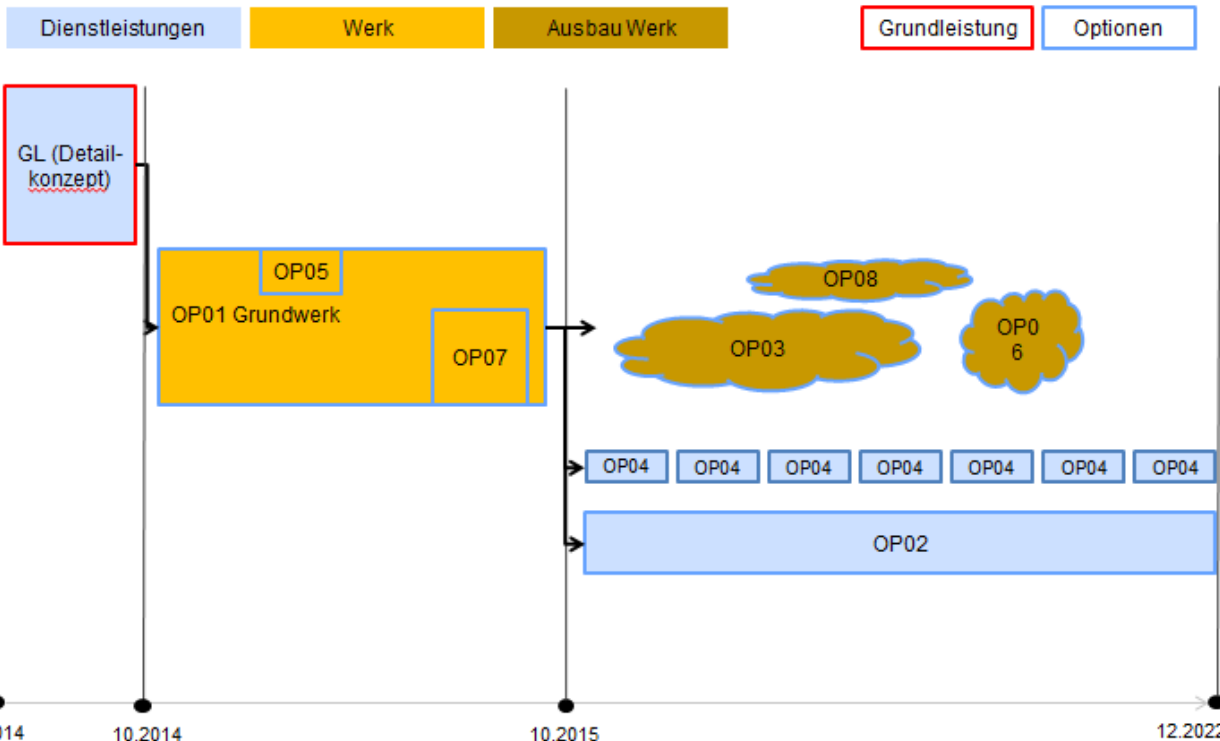 Dienstleistungen
Werk
Ausbau Werk
Grundleistung
Optionen
GL (Detail-
konzept)
OP05
OP01 Grundwerk
OP07
OP08
OP03
OP0
6
OP04
OP04
OP04
OP04
OP04
OP04
OP04
OP02
10.2014
10.2015
12.2022